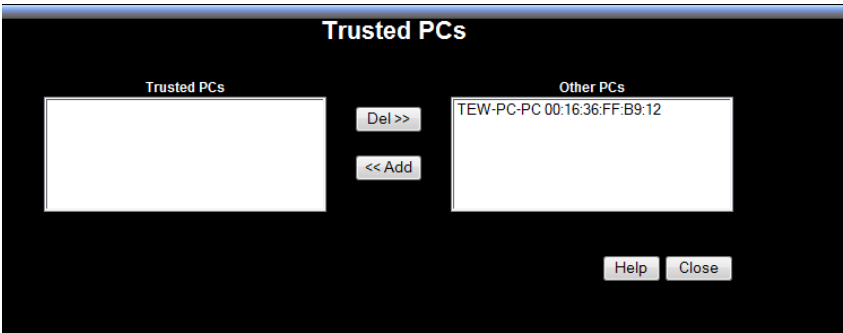 Trusted PCs
Trusted PCs
Other PCs
TEW-PC-PC 00:16:36:FF:B9:12
Del >>
<< Add
Help
Close